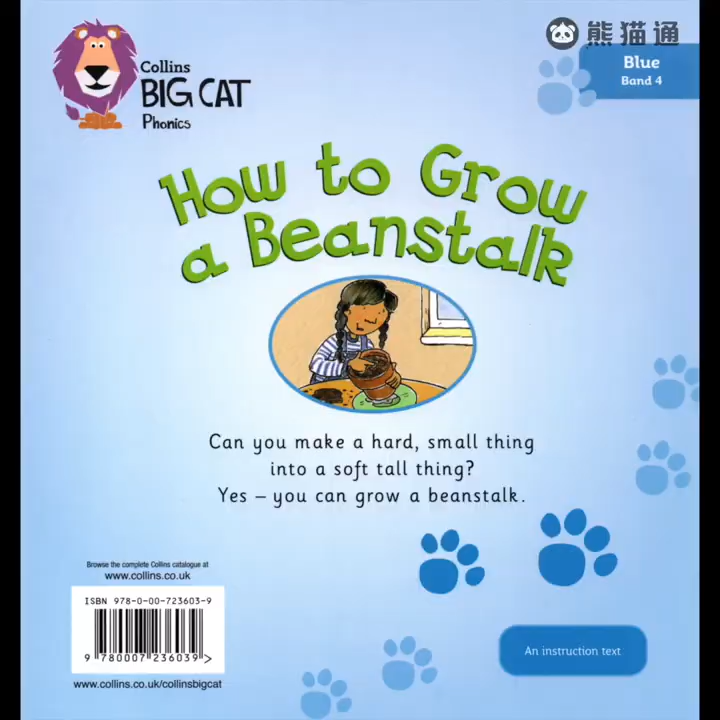 熊猫通
Collins
BIG CAT
Phonics
Blue
Band 4
How to Grow
a Beanstalk
Can you make a hard, small thing
into a soft tall thing?
Yes – you can grow a beanstalk.
Browse the complete Collins catalogue at
www.collins.co.uk
ISBN 978-0-00-723603-9
9 780007 236039 >
www.collins.co.uk/collinsbigcat
An instruction text